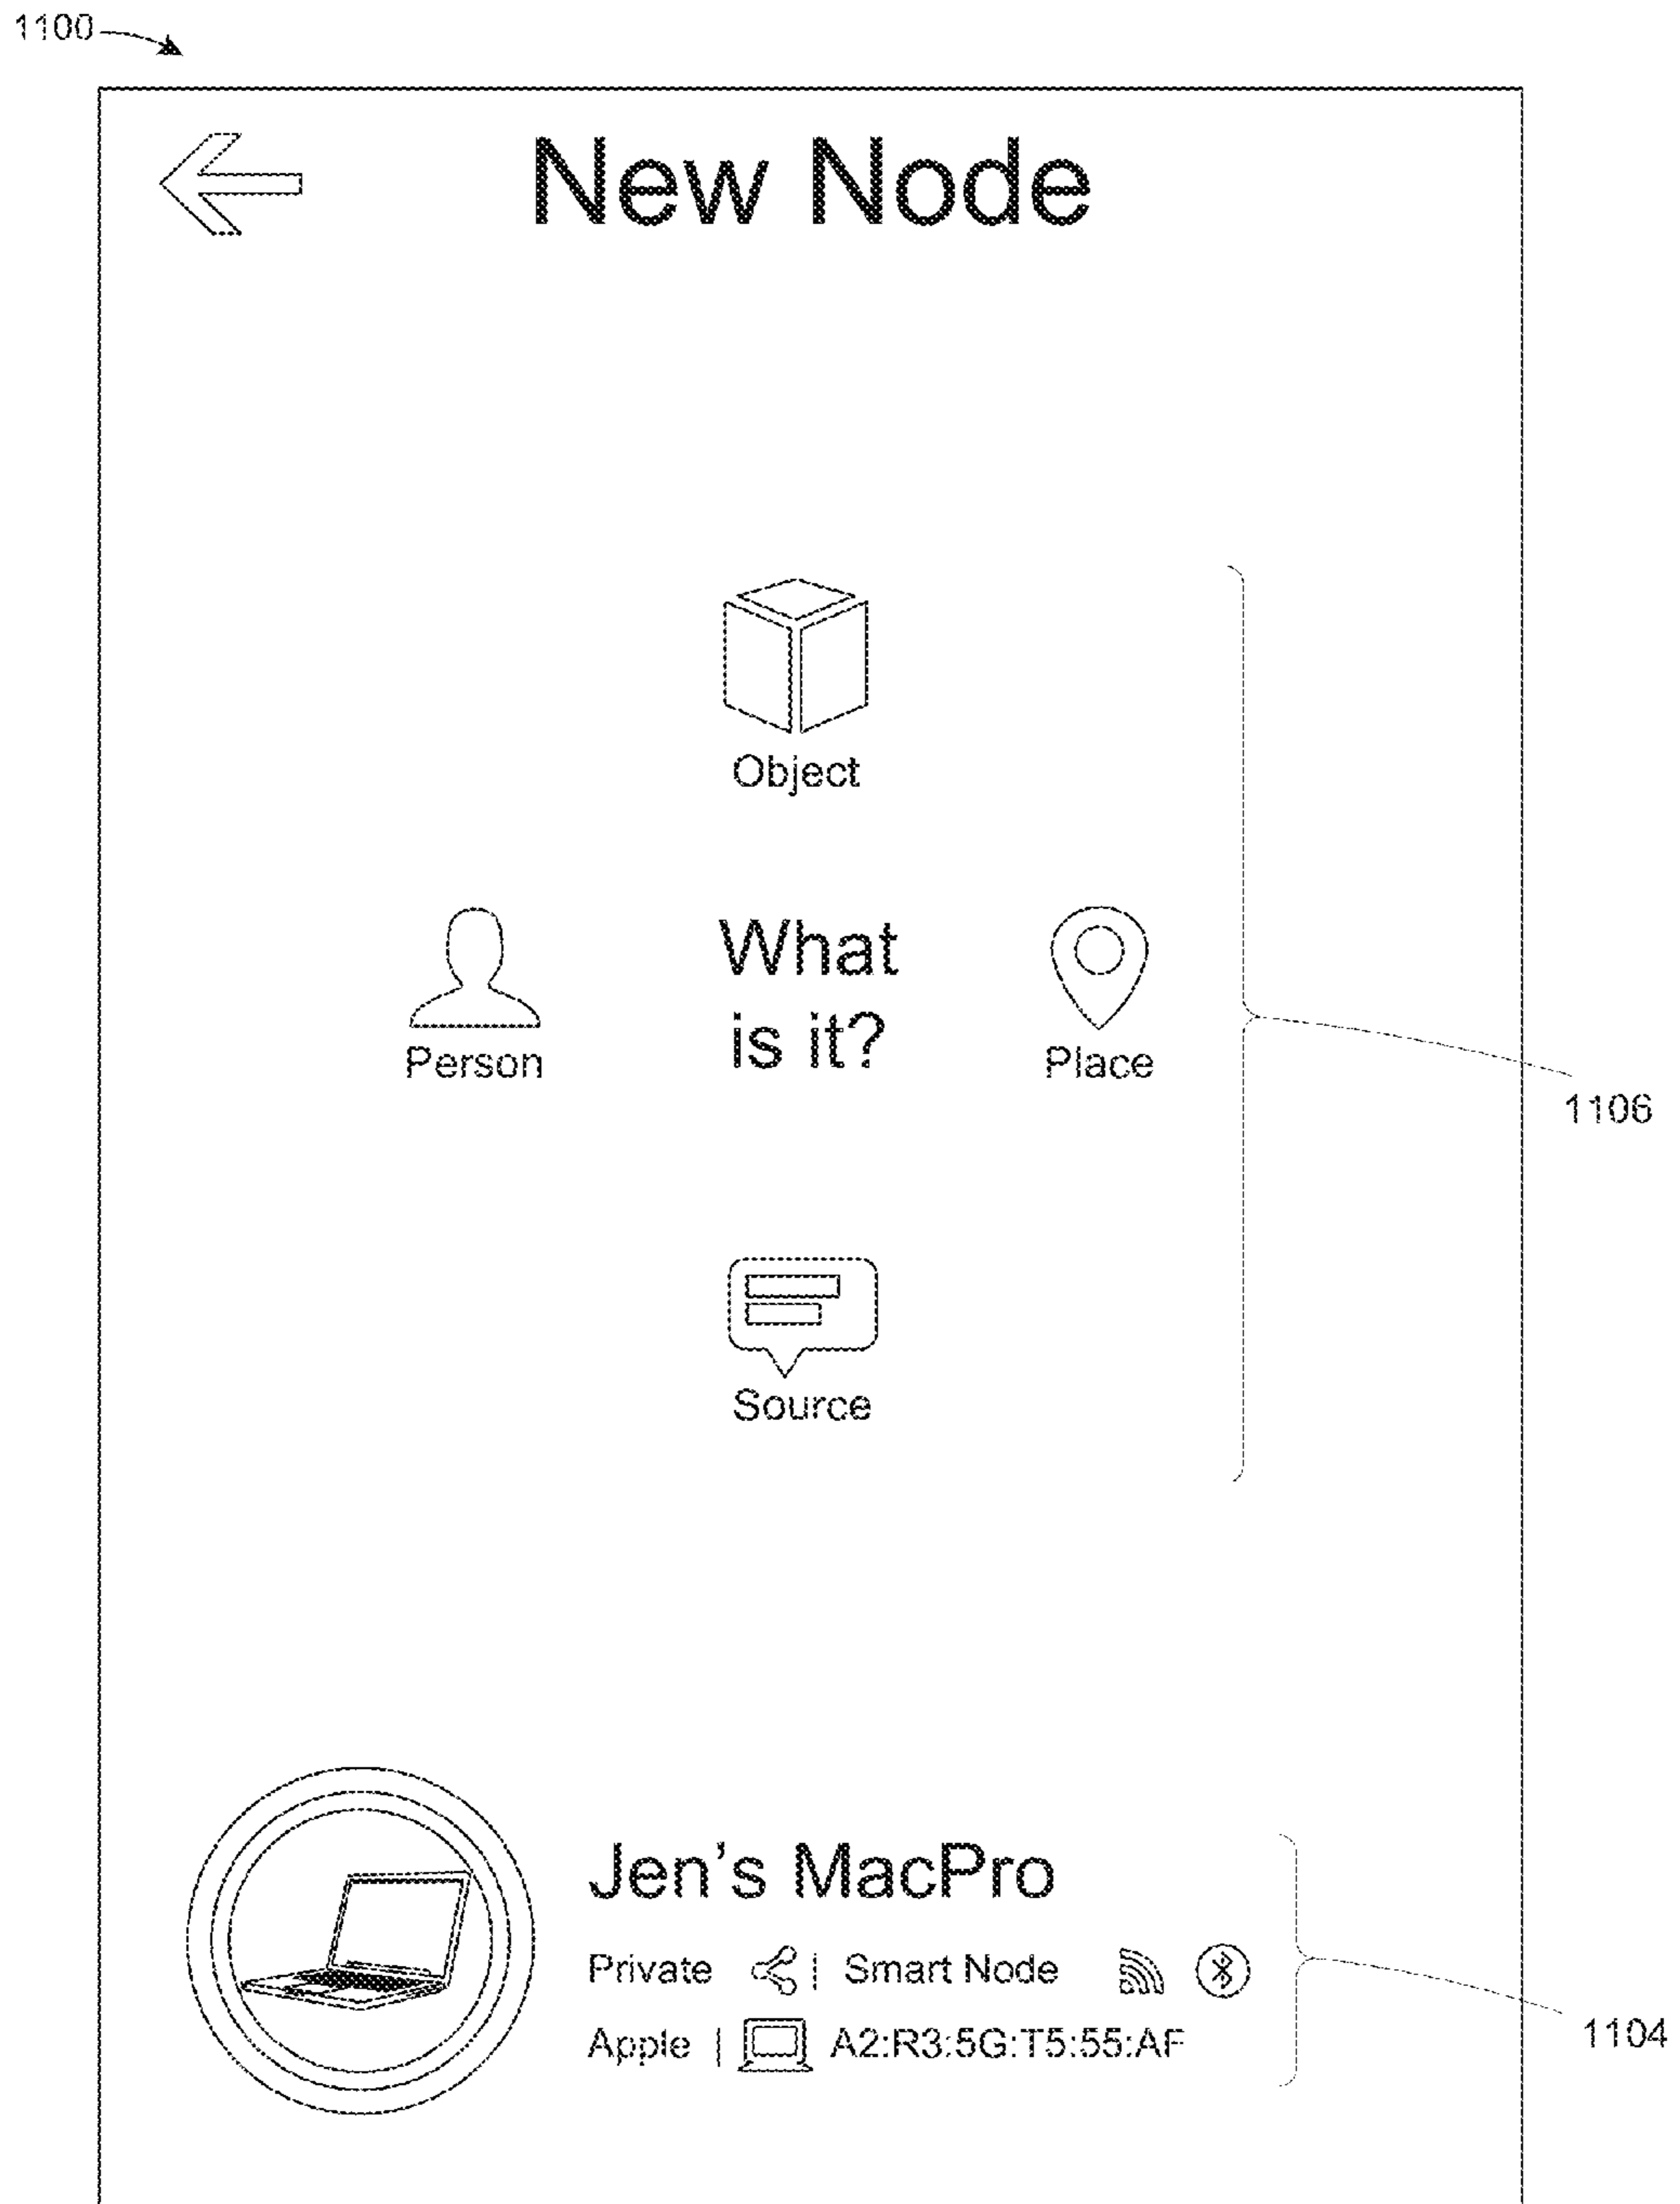 1100
New Node
Object
What
is it?
Person
Place
1106
Source
Jen's MacPro
Private | Smart Node
Apple | A2:R3:5G:T5:55:AF
1104